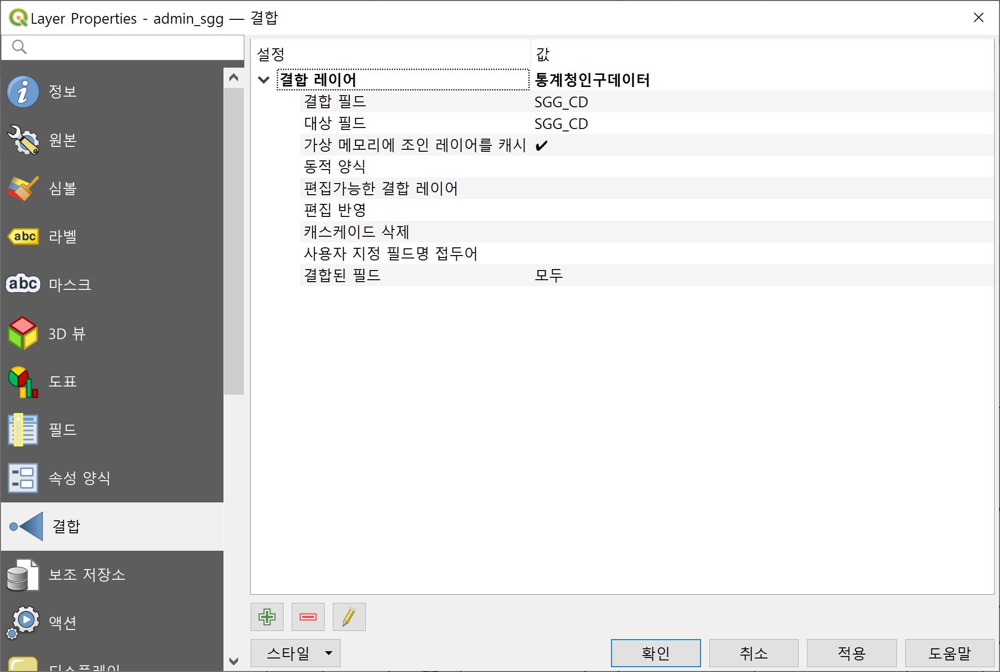 Layer Properties - admin_sgg — 결합
정보
원본
심볼
abc 라벨
abc 마스크
3D 뷰
도표
필드
속성 양식
결합
보조 저장소
액션
디스플레이
설정 값
결합 레이어 통계청인구데이터
결합 필드 SGG_CD
대상 필드 SGG_CD
가상 메모리에 조인 레이어를 캐시 ✔
동적 양식
편집가능한 결합 레이어
편집 반영
캐스케이드 삭제
사용자 지정 필드명 접두어
결합된 필드 모두
스타일
확인 취소 적용 도움말